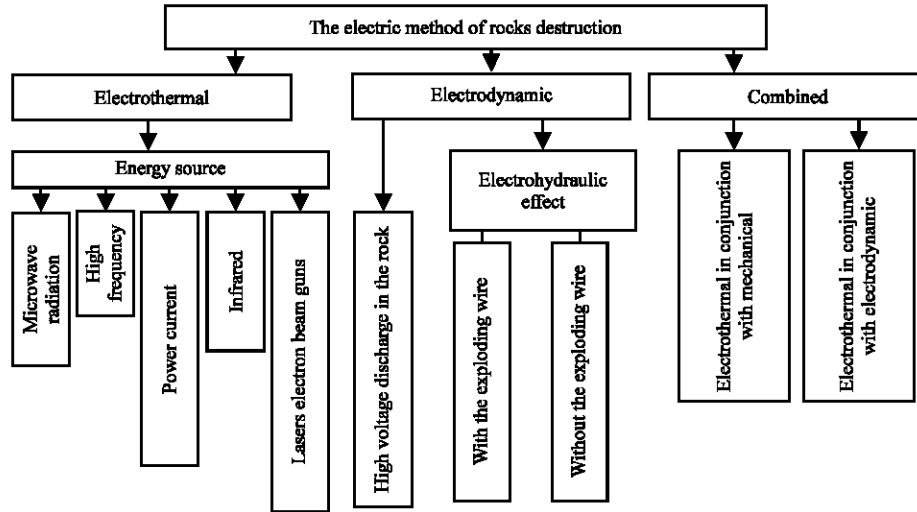 The electric method of rocks destruction
Electrothermal
Electrodynamic
Combined
Energy source
Electrohydraulic
effect
Microwave
radiation
High
frequency
Power current
Infrared
Lasers electron beam guns
High voltage discharge in the rock
With the exploding wire
Without the exploding wire
Electrothermal in conjunction
with mechanical
Electrothermal in conjunction
with electrodynamic